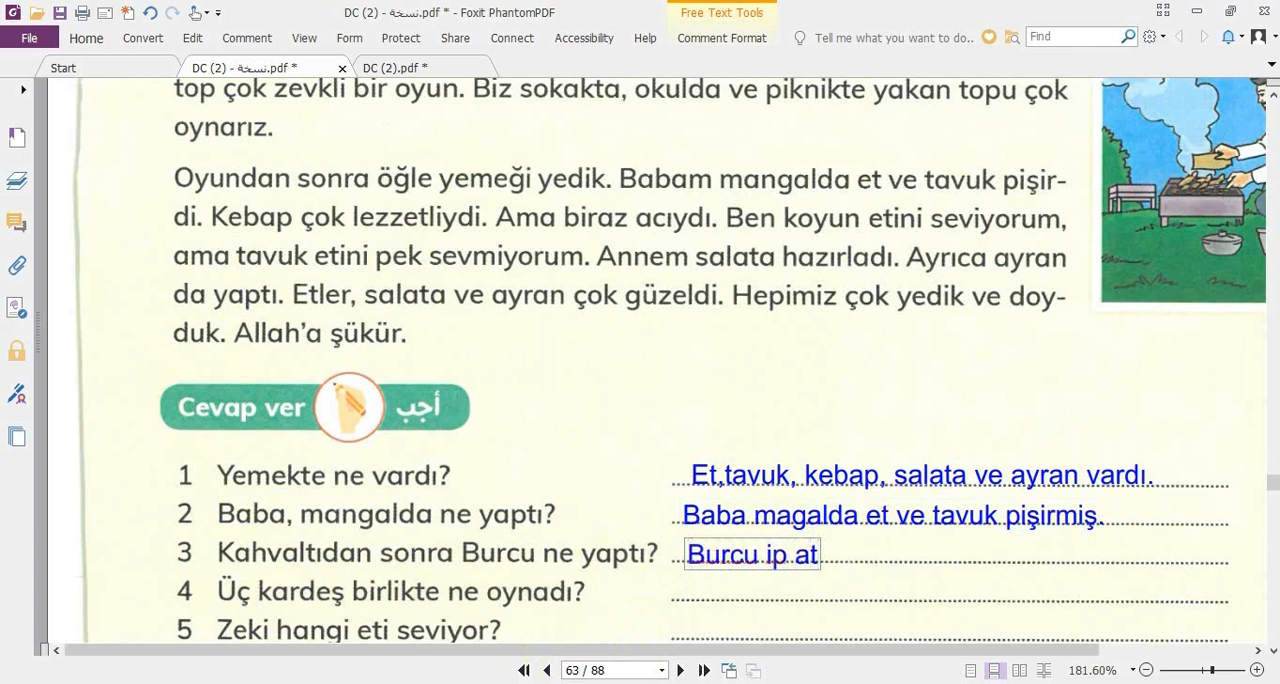 DC (2) - نسخة.pdf * - Foxit PhantomPDF
Free Text Tools
File Home Convert Edit Comment View Form Protect Share Connect Accessibility Help Comment Format Tell me what you want to do.. Find
Start DC (2) - نسخة.pdf * DC (2).pdf *
top çok zevkli bir oyun. Biz sokakta, okulda ve piknikte yakan topu çok
oynarız.
Oyundan sonra öğle yemeği yedik. Babam mangalda et ve tavuk pişir-
di. Kebap çok lezzetliydi. Ama biraz acıydı. Ben koyun etini seviyorum,
ama tavuk etini pek sevmiyorum. Annem salata hazırladı. Ayrıca ayran
da yaptı. Etler, salata ve ayran çok güzeldi. Hepimiz çok yedik ve doy-
duk. Allah'a şükür.
Cevap ver أجب
1 Yemekte ne vardı? Et,tavuk, kebap, salata ve ayran vardı.
2 Baba, mangalda ne yaptı? Baba magalda et ve tavuk pişirmiş.
3 Kahvaltıdan sonra Burcu ne yaptı? Burcu ip at
4 Üç kardeş birlikte ne oynadı?
5 Zeki hangi eti seviyor?
63 / 88 181.60%